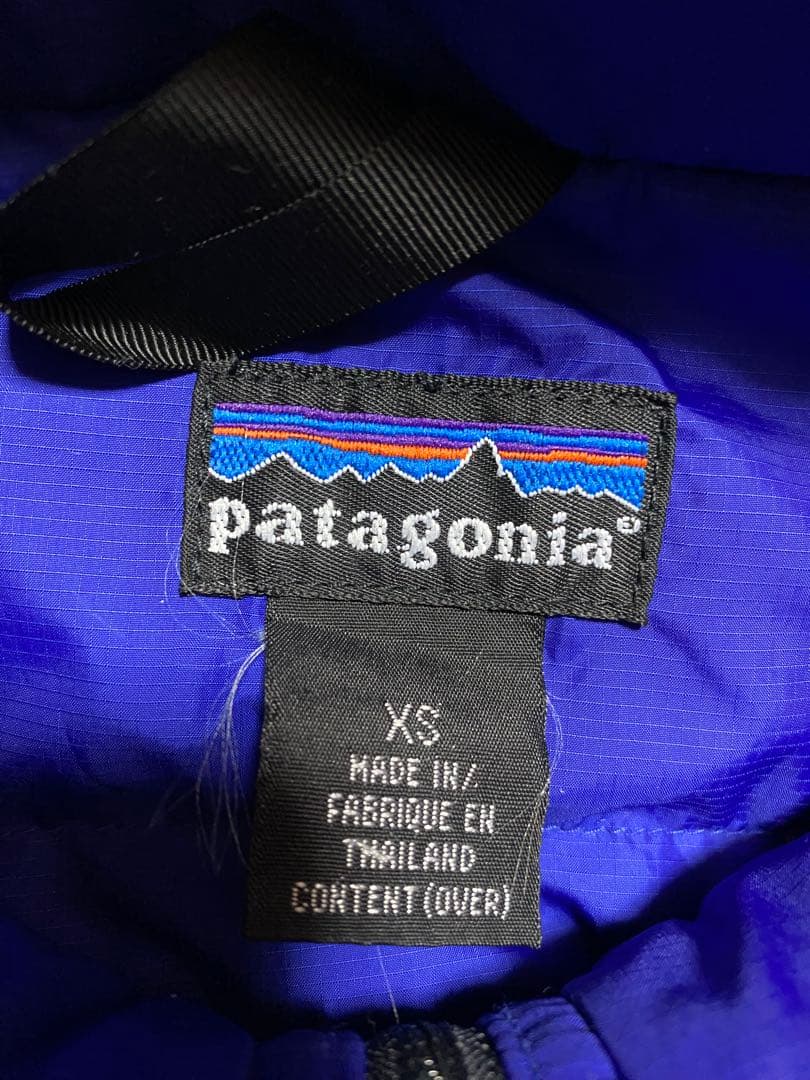 patagonia®
XS
MADE IN/
FABRIQUE EN
THAILAND
CONTENT (OVER)